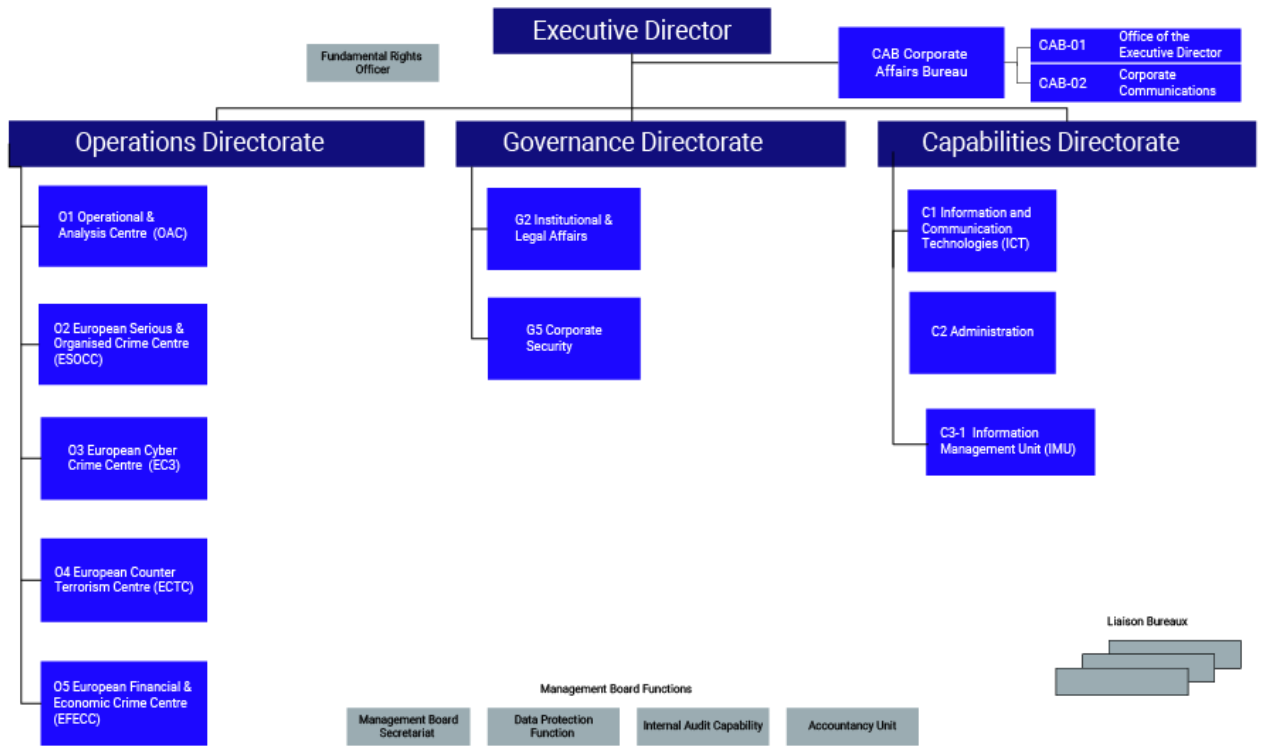 Executive Director
Fundamental Rights
Officer
CAB Corporate
Affairs Bureau
CAB-01 Office of the
Executive Director
CAB-02 Corporate
Communications
Operations Directorate
Governance Directorate
Capabilities Directorate
O1 Operational &
Analysis Centre (OAC)
O2 European Serious &
Organised Crime Centre
(ESOCC)
O3 European Cyber
Crime Centre (EC3)
O4 European Counter
Terrorism Centre (ECTC)
O5 European Financial &
Economic Crime Centre
(EFECC)
G2 Institutional &
Legal Affairs
G5 Corporate
Security
C1 Information and
Communication
Technologies (ICT)
C2 Administration
C3-1 Information
Management Unit (IMU)
Liaison Bureaux
Management Board Functions
Management Board
Secretariat
Data Protection
Function
Internal Audit Capability
Accountancy Unit